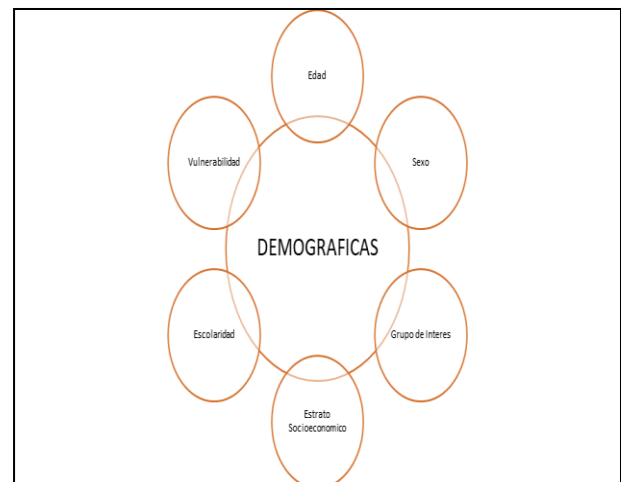 Edad
Vulnerabilidad
Sexo
DEMOGRAFICAS
Escolaridad
Grupo de Interes
Estrato
Socioeconomico